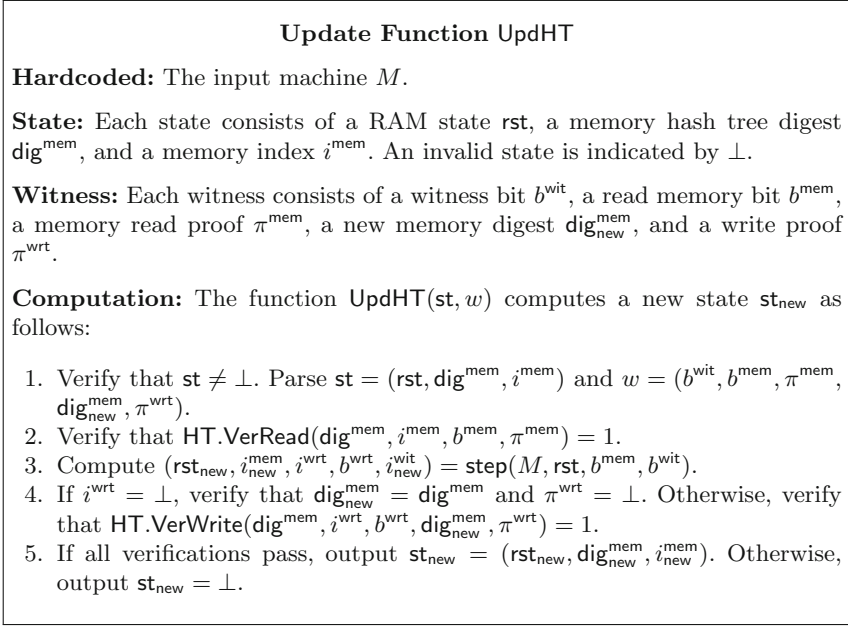 Update Function UpdHT
Hardcoded: The input machine M.
State: Each state consists of a RAM state rst, a memory hash tree digest
dig^mem, and a memory index i^mem. An invalid state is indicated by ⊥.
Witness: Each witness consists of a witness bit b^wit, a read memory bit b^mem,
a memory read proof π^mem, a new memory digest dig^mem_new, and a write proof
π^wrt.
Computation: The function UpdHT(st, w) computes a new state st_new as
follows:
1. Verify that st ≠ ⊥. Parse st = (rst, dig^mem, i^mem) and w = (b^wit, b^mem, π^mem,
dig^mem_new, π^wrt).
2. Verify that HT.VerRead(dig^mem, i^mem, b^mem, π^mem) = 1.
3. Compute (rst_new, i^mem_new, i^wrt, b^wrt, i^wit_new) = step(M, rst, b^mem, b^wit).
4. If i^wrt = ⊥, verify that dig^mem_new = dig^mem and π^wrt = ⊥. Otherwise, verify
that HT.VerWrite(dig^mem, i^wrt, b^wrt, dig^mem_new, π^wrt) = 1.
5. If all verifications pass, output st_new = (rst_new, dig^mem_new, i^mem_new). Otherwise,
output st_new = ⊥.